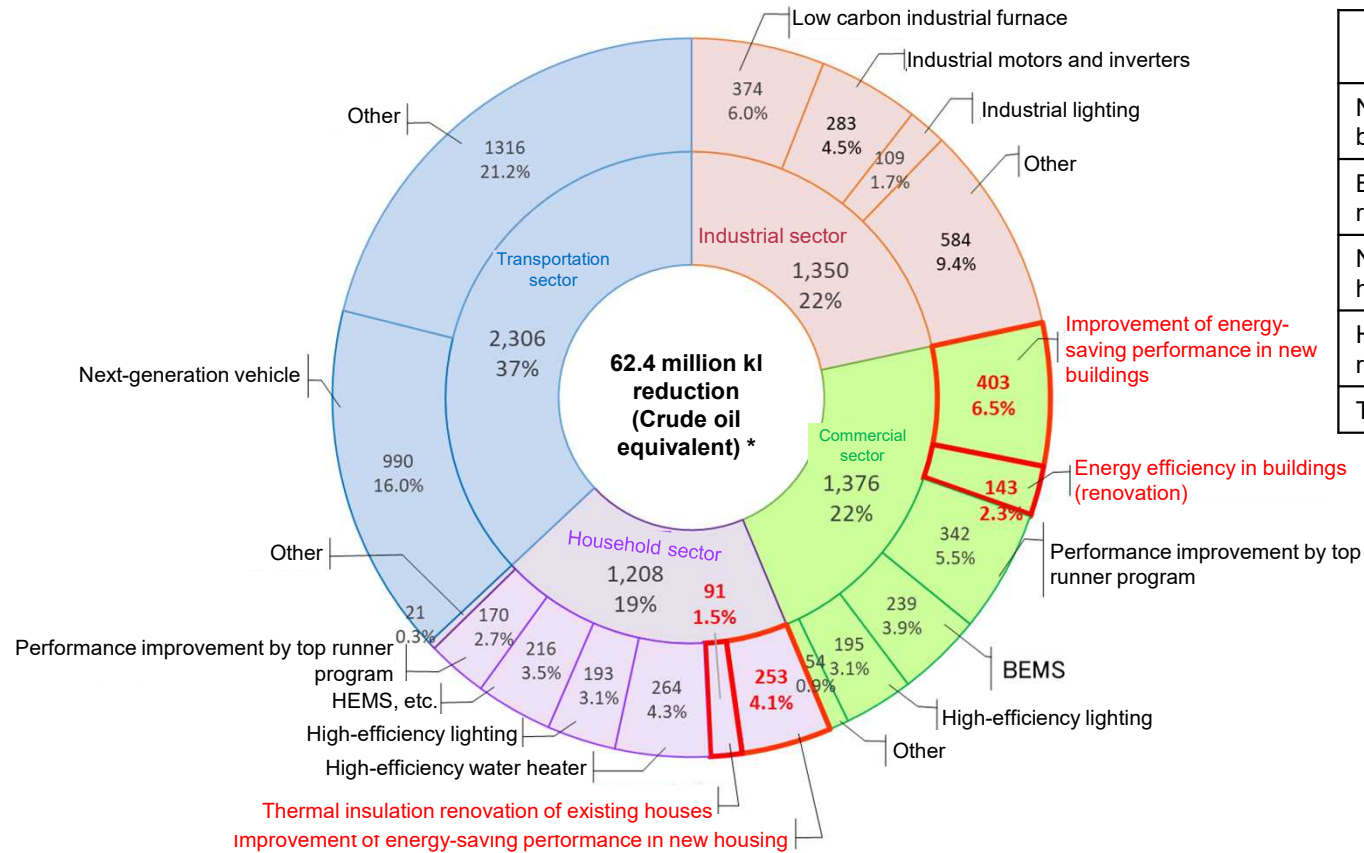 Low carbon industrial furnace
374
6.0%
Industrial motors and inverters
283
4.5%
Industrial lighting
109
1.7%
Other
584
9.4%
Industrial sector
1,350
22%
Other
1316
21.2%
Transportation
sector
2,306
37%
Next-generation vehicle
990
16.0%
62.4 million kl
reduction
(Crude oil
equivalent) *
Improvement of energy-
saving performance in new
buildings
403
6.5%
Energy efficiency in buildings
(renovation)
143
2.3%
Commercial
sector
1,376
22%
Performance improvement by top
runner program
342
5.5%
BEMS
239
3.9%
High-efficiency lighting
195
3.1%
Other
54
0.9%
Household sector
1,208
19%
91
1.5%
253
4.1%
Other
21
0.3%
Performance improvement by top runner
program
170
2.7%
HEMS, etc.
216
3.5%
High-efficiency lighting
193
3.1%
High-efficiency water heater
264
4.3%
Thermal insulation renovation of existing houses
Improvement of energy-saving performance in new housing
N
b
E
r
N
h
H
r
T